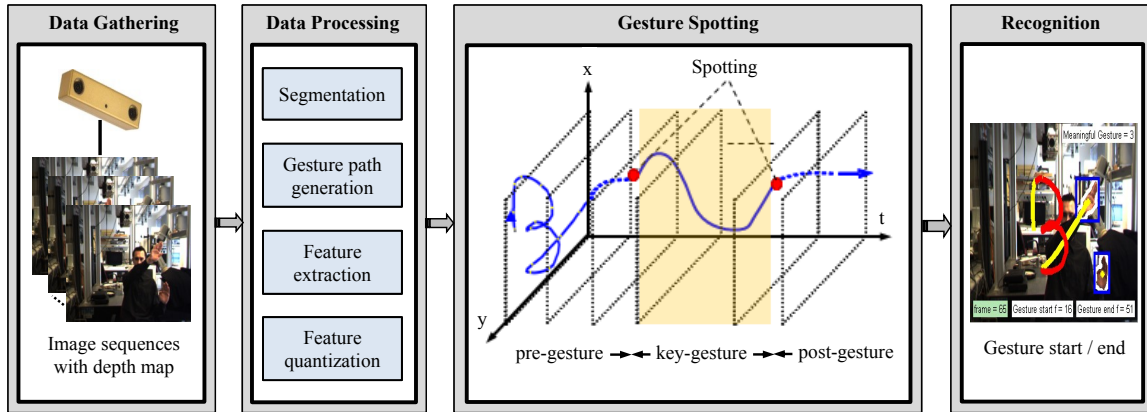 Data Gathering
Image sequences
with depth map
Data Processing
Segmentation
Gesture path
generation
Feature
extraction
Feature
quantization
Gesture Spotting
x
Spotting
t
y
pre-gesture
key-gesture
post-gesture
Recognition
Meaningful Gesture = 3
frame = 65
Gesture start f = 16
Gesture end f = 51
Gesture start / end